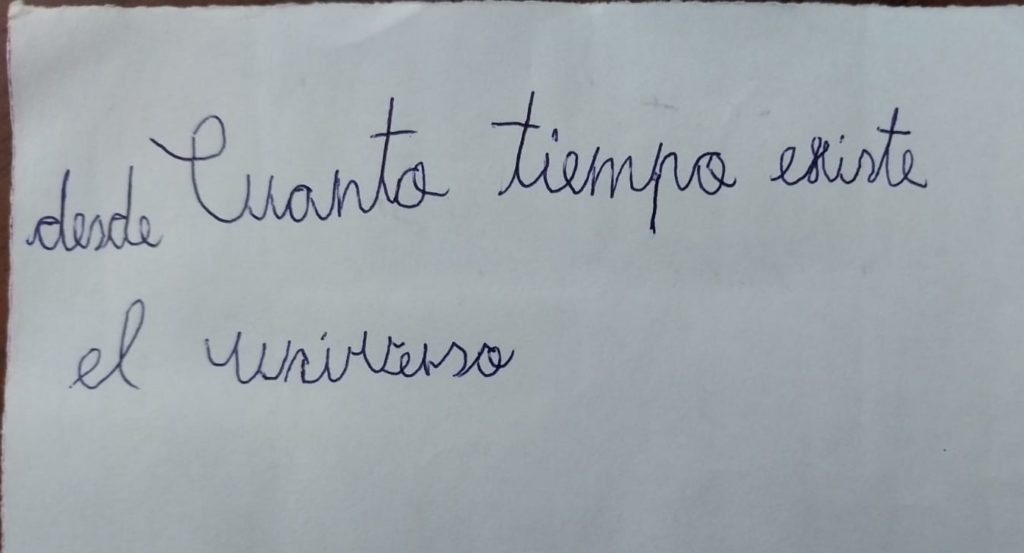 desde Cuanto tiempo existe
el universo